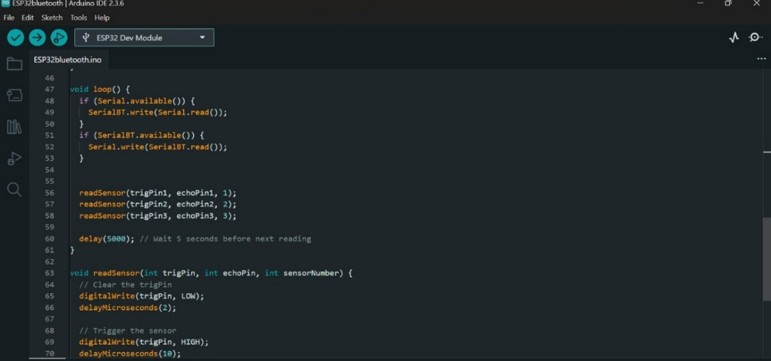 ESP32bluetooth | Arduino IDE 2.3.6
File Edit Sketch Tools Help
ESP32 Dev Module
ESP32bluetooth.ino
46 }
47 void loop() {
48 if (Serial.available()) {
49 SerialBT.write(Serial.read());
50 }
51 if (SerialBT.available()) {
52 Serial.write(SerialBT.read());
53 }
54
55
56 readSensor(trigPin1, echoPin1, 1);
57 readSensor(trigPin2, echoPin2, 2);
58 readSensor(trigPin3, echoPin3, 3);
59
60 delay(5000); // Wait 5 seconds before next reading
61 }
62
63 void readSensor(int trigPin, int echoPin, int sensorNumber) {
64 // Clear the trigPin
65 digitalWrite(trigPin, LOW);
66 delayMicroseconds(2);
67
68 // Trigger the sensor
69 digitalWrite(trigPin, HIGH);
70 delayMicroseconds(10);